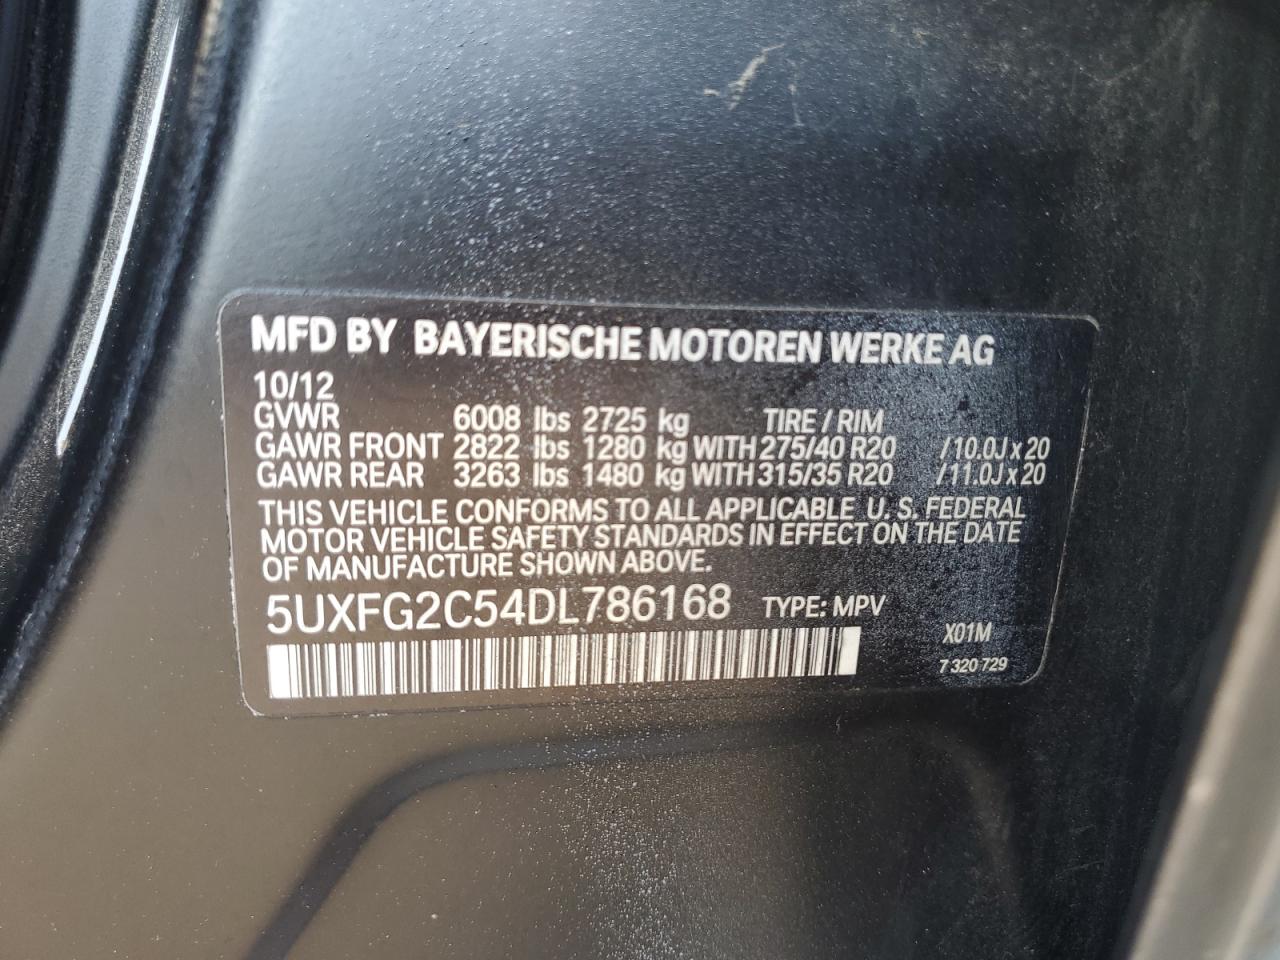 MFD BY BAYERISCHE MOTOREN WERKE AG
10/12
GVWR 6008 lbs 2725 kg TIRE / RIM
GAWR FRONT 2822 lbs 1280 kg WITH 275/40 R20 /10.0J x 20
GAWR REAR 3263 lbs 1480 kg WITH 315/35 R20 /11.0J x 20
THIS VEHICLE CONFORMS TO ALL APPLICABLE U. S. FEDERAL
MOTOR VEHICLE SAFETY STANDARDS IN EFFECT ON THE DATE
OF MANUFACTURE SHOWN ABOVE.
5UXFG2C54DL786168 TYPE: MPV
X01M
7 320 729